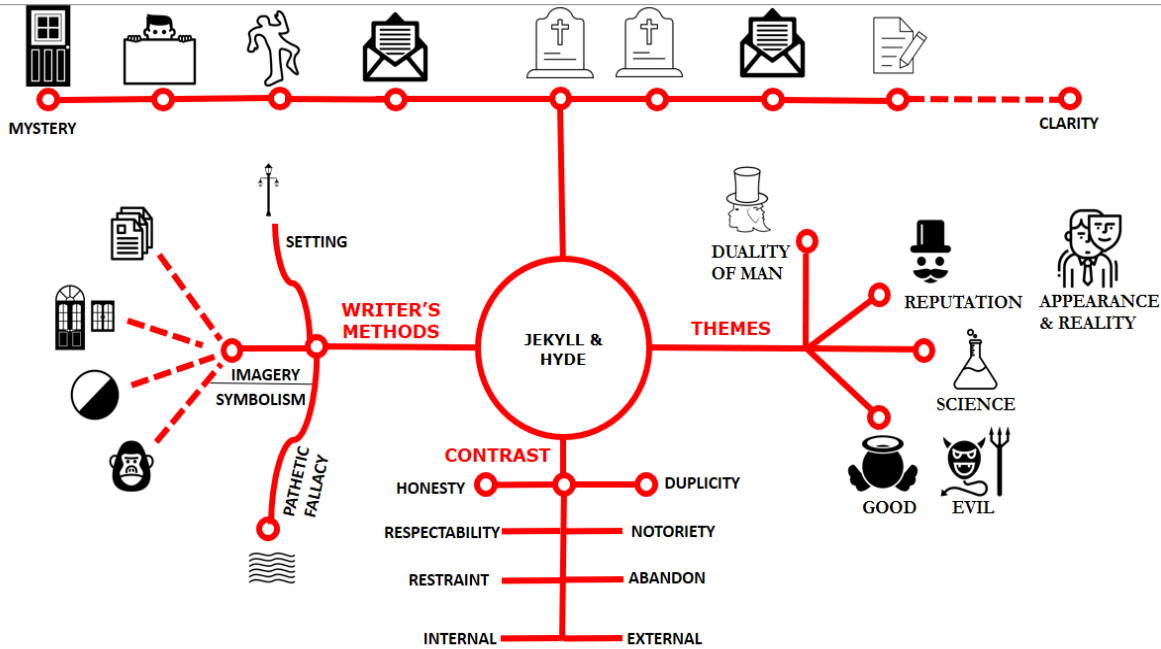 MYSTERY
CLARITY
SETTING
DUALITY
OF MAN
REPUTATION
APPEARANCE
& REALITY
WRITER'S
METHODS
THEMES
JEKYLL &
HYDE
IMAGERY
SYMBOLISM
SCIENCE
PATHETIC
FALLACY
CONTRAST
HONESTY
DUPLICITY
GOOD
EVIL
RESPECTABILITY
NOTORIETY
RESTRAINT
ABANDON
INTERNAL
EXTERNAL